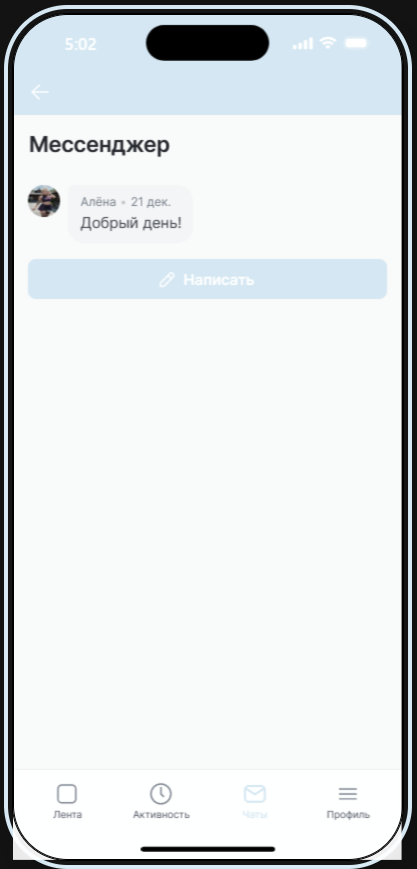 5:02
Мессенджер
Алёна • 21 дек.
Добрый день!
Написать
Лента
Активность
Чаты
Профиль